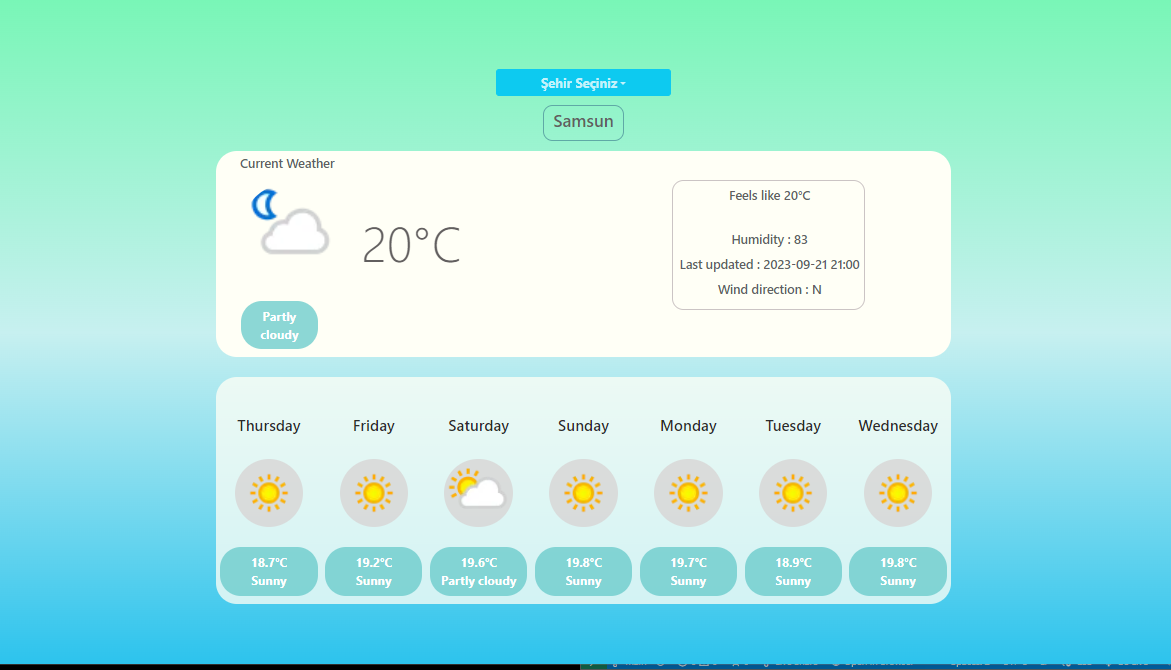 Şehir Seçiniz
Samsun
Current Weather
20°C
Partly
cloudy
Feels like 20°C
Humidity : 83
Last updated : 2023-09-21 21:00
Wind direction : N
Thursday Friday Saturday Sunday Monday Tuesday Wednesday
18.7°C 19.2°C 19.6°C 19.8°C 19.7°C 18.9°C 19.8°C
Sunny Sunny Partly cloudy Sunny Sunny Sunny Sunny